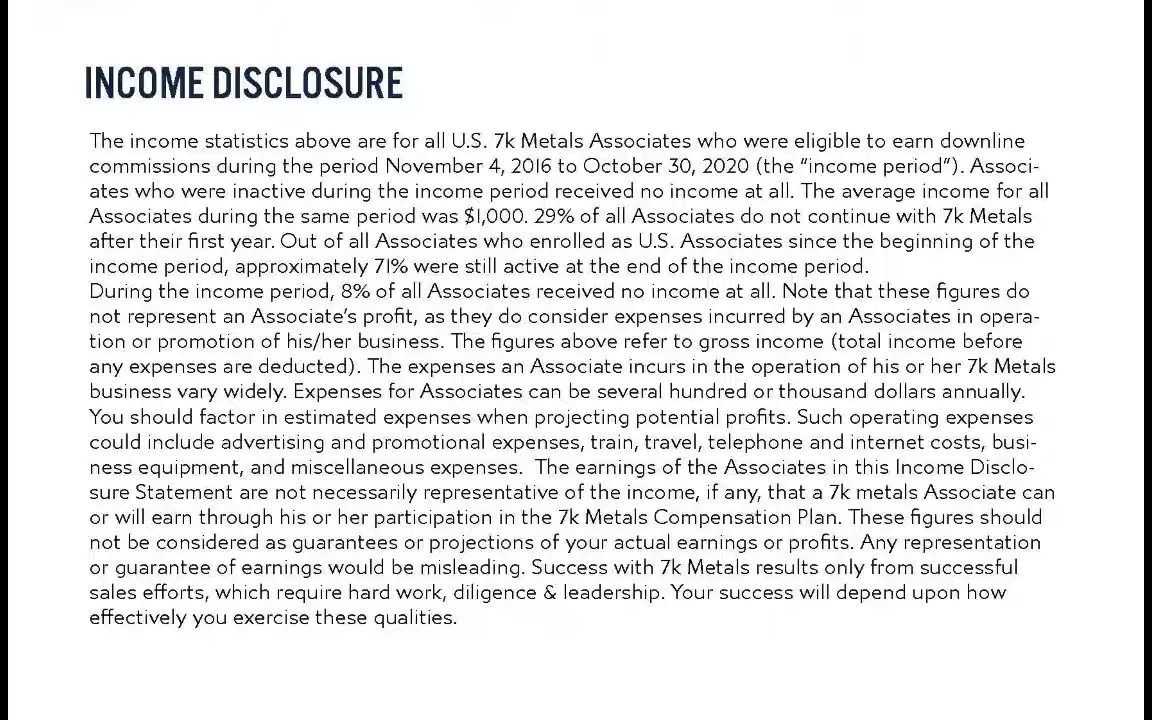 INCOME DISCLOSURE
The income statistics above are for all U.S. 7k Metals Associates who were eligible to earn downline
commissions during the period November 4, 2016 to October 30, 2020 (the “income period”). Associ-
ates who were inactive during the income period received no income at all. The average income for all
Associates during the same period was $1,000. 29% of all Associates do not continue with 7k Metals
after their first year. Out of all Associates who enrolled as U.S. Associates since the beginning of the
income period, approximately 71% were still active at the end of the income period.
During the income period, 8% of all Associates received no income at all. Note that these figures do
not represent an Associate’s profit, as they do consider expenses incurred by an Associates in opera-
tion or promotion of his/her business. The figures above refer to gross income (total income before
any expenses are deducted). The expenses an Associate incurs in the operation of his or her 7k Metals
business vary widely. Expenses for Associates can be several hundred or thousand dollars annually.
You should factor in estimated expenses when projecting potential profits. Such operating expenses
could include advertising and promotional expenses, train, travel, telephone and internet costs, busi-
ness equipment, and miscellaneous expenses.  The earnings of the Associates in this Income Disclo-
sure Statement are not necessarily representative of the income, if any, that a 7k metals Associate can
or will earn through his or her participation in the 7k Metals Compensation Plan. These figures should
not be considered as guarantees or projections of your actual earnings or profits. Any representation
or guarantee of earnings would be misleading. Success with 7k Metals results only from successful
sales efforts, which require hard work, diligence & leadership. Your success will depend upon how
effectively you exercise these qualities.